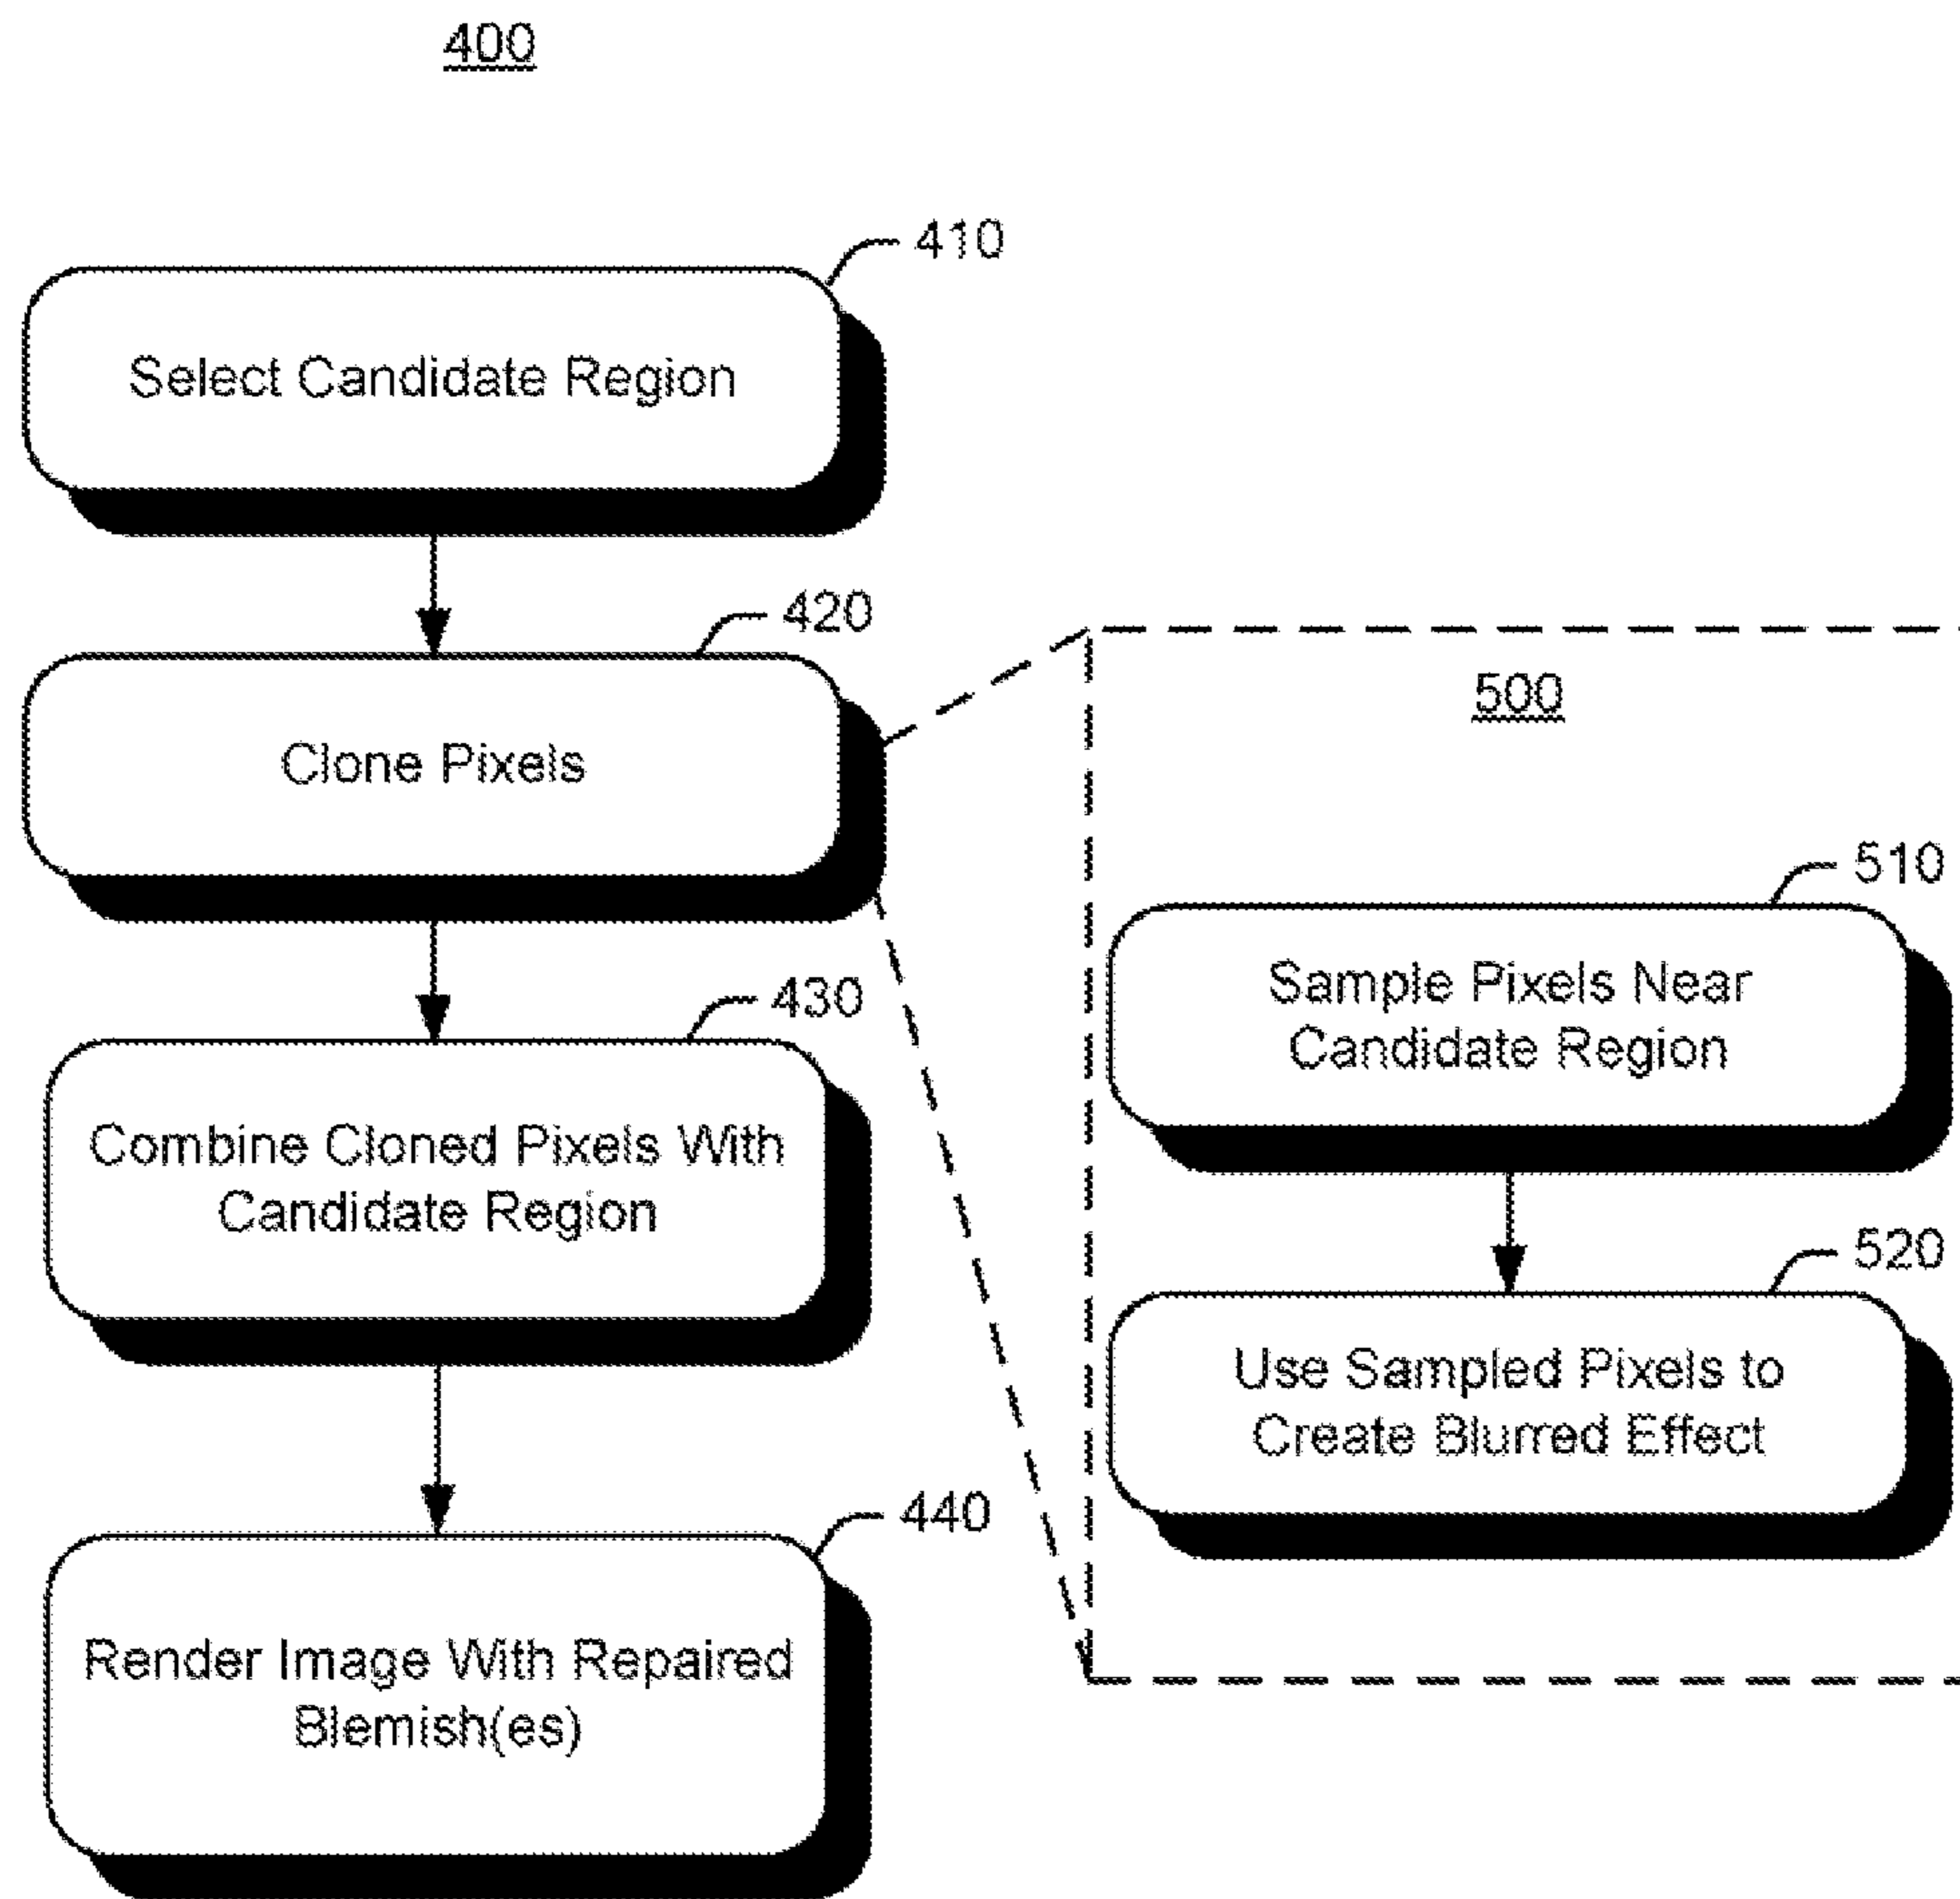 400
410
Select Candidate Region
420
Clone Pixels
430
Combine Cloned Pixels With
Candidate Region
440
Render Image With Repaired
Blemish(es)
500
510
Sample Pixels Near
Candidate Region
520
Use Sampled Pixels to
Create Blurred Effect